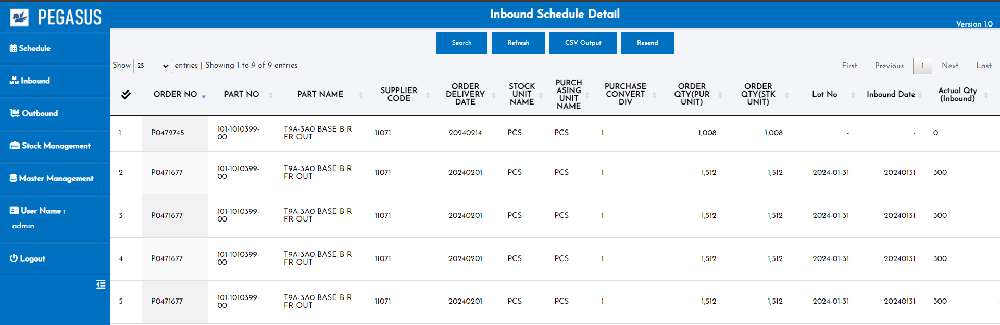 PEGASUS
Inbound Schedule Detail
Version 1.0
Schedule
Inbound
Outbound
Stock Management
Master Management
User Name :
admin
Logout
Search Refresh CSV Output Resend
Show 25 entries | Showing 1 to 9 of 9 entries
First Previous 1 Next Last
ORDER NO
PART NO
PART NAME
SUPPLIER
CODE
ORDER
DELIVERY
DATE
STOCK
UNIT
NAME
PURCH
ASING
UNIT
NAME
PURCHASE
CONVERT
DIV
ORDER
QTY(PUR
UNIT)
ORDER
QTY(STK
UNIT)
Lot No
Inbound Date
Actual Qty
(Inbound)
1 P0472745 101-1010399- T9A-3A0 BASE B R 11071 20240214 PCS PCS 1 1,008 1,008 - - 0
00 FR OUT
2 P0471677 101-1010399- T9A-3A0 BASE B R 11071 20240201 PCS PCS 1 1,512 1,512 2024-01-31 20240131 300
00 FR OUT
3 P0471677 101-1010399- T9A-3A0 BASE B R 11071 20240201 PCS PCS 1 1,512 1,512 2024-01-31 20240131 300
00 FR OUT
4 P0471677 101-1010399- T9A-3A0 BASE B R 11071 20240201 PCS PCS 1 1,512 1,512 2024-01-31 20240131 300
00 FR OUT
5 P0471677 101-1010399- T9A-3A0 BASE B R 11071 20240201 PCS PCS 1 1,512 1,512 2024-01-31 20240131 300
00 FR OUT